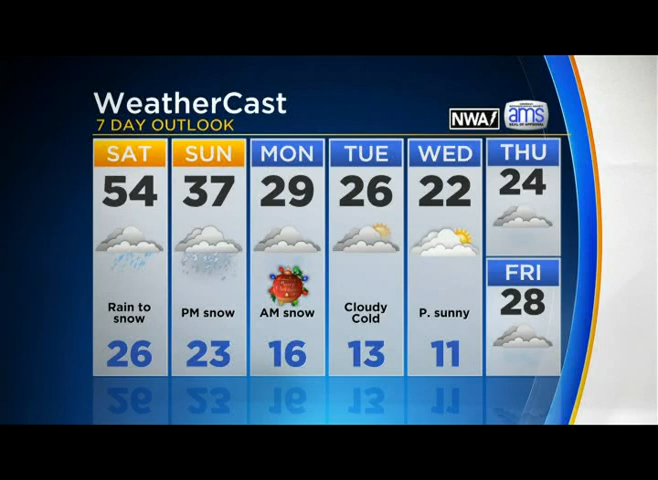 WeatherCast
7 DAY OUTLOOK
NWA
ams
SAT
54
Rain to
snow
26
SUN
37
PM snow
23
MON
29
AM snow
16
TUE
26
Cloudy
Cold
13
WED
22
P. sunny
11
THU
24
FRI
28